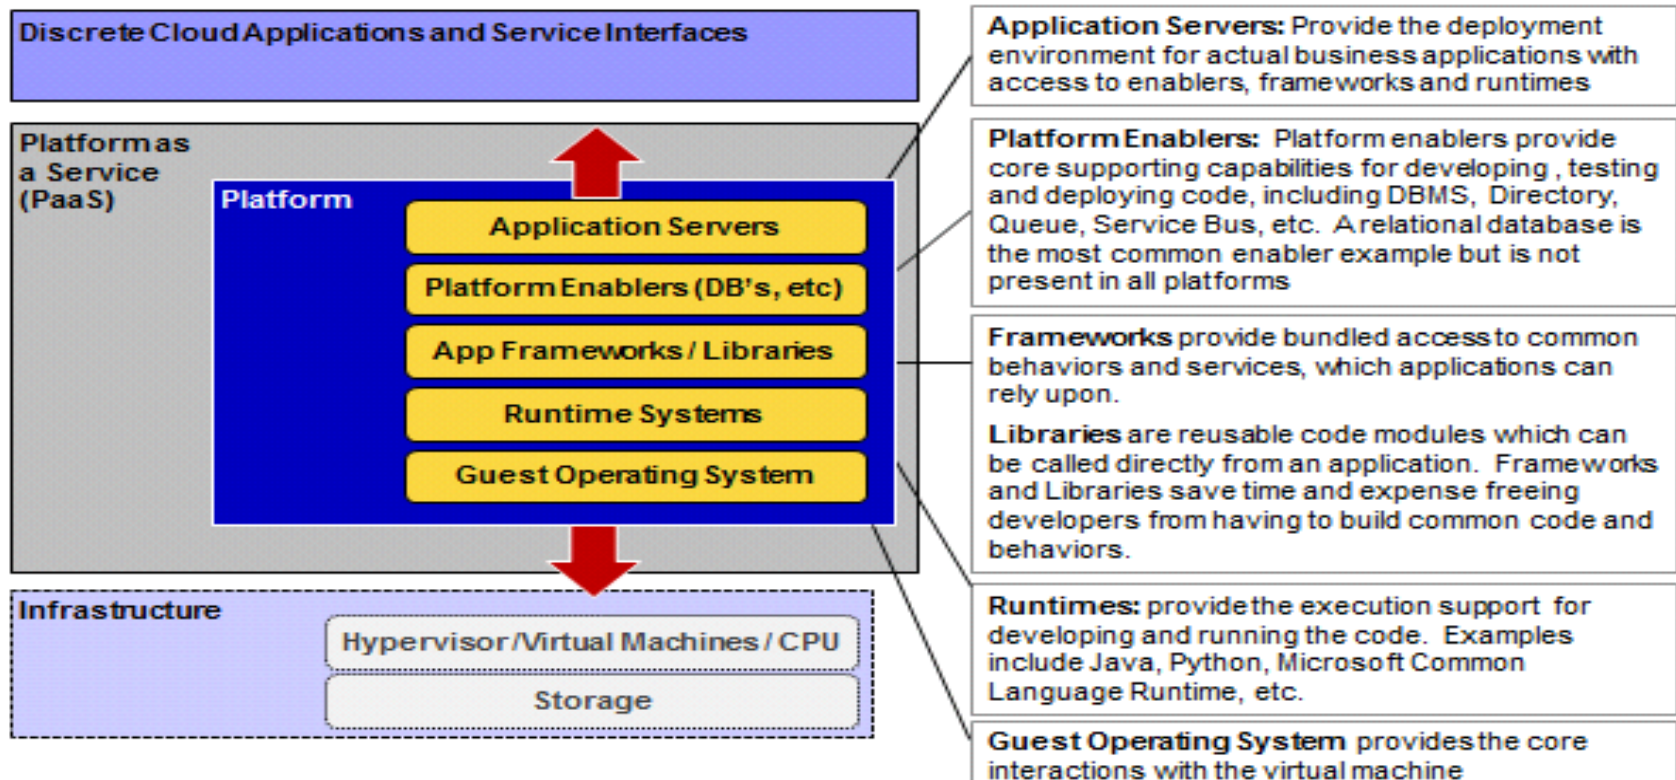 Discrete Cloud Applications and Service Interfaces
Platform as
a Service
(PaaS)
Platform
Application Servers
Platform Enablers (DB's, etc)
App Frameworks / Libraries
Runtime Systems
Guest Operating System
Infrastructure
Hypervisor /Virtual Machines / CPU
Storage
Application Servers: Provide the deployment
environment for actual business applications with
access to enablers, frameworks and runtimes
Platform Enablers: Platform enablers provide
core supporting capabilities for developing , testing
and deploying code, including DBMS, Directory,
Queue, Service Bus, etc. A relational database is
the most common enabler example but is not
present in all platforms
Frameworks provide bundled access to common
behaviors and services, which applications can
rely upon.
Libraries are reusable code modules which can
be called directly from an application. Frameworks
and Libraries save time and expense freeing
developers from having to build common code and
behaviors.
Runtimes: provide the execution support for
developing and running the code. Examples
include Java, Python, Microsoft Common
Language Runtime, etc.
Guest Operating System provides the core
interactions with the virtual machine